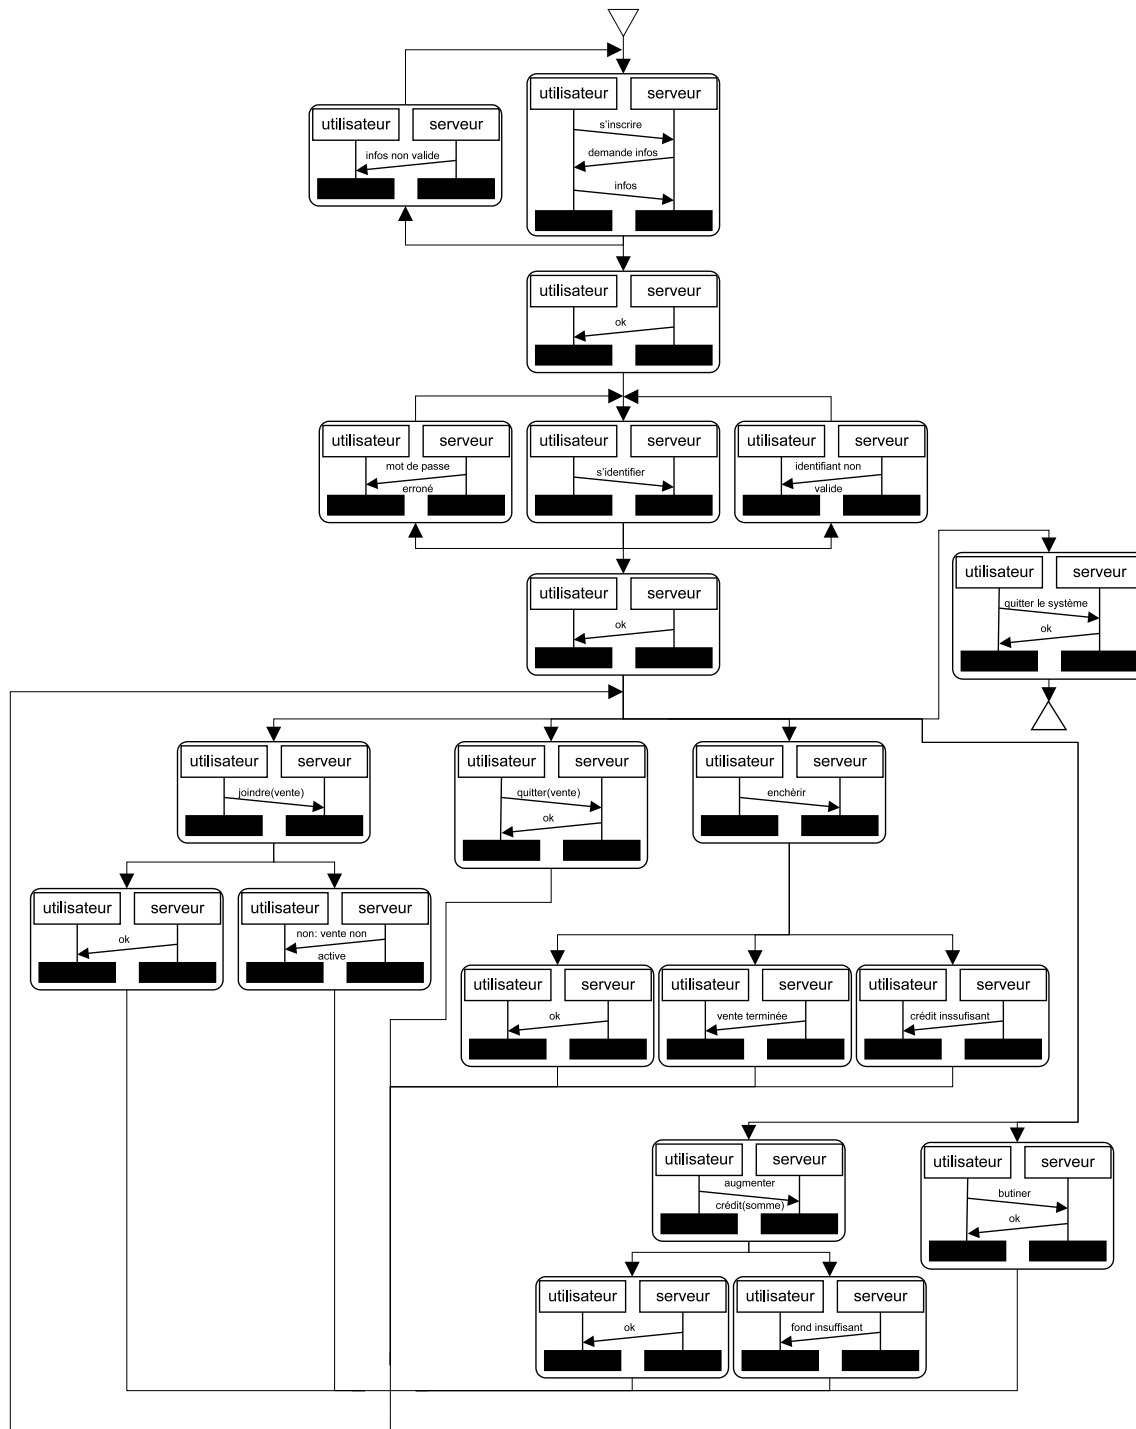 utilisateur serveur
s'inscrire
demande infos
infos
utilisateur serveur
infos non valide
utilisateur serveur
ok
utilisateur serveur
mot de passe
erroné
utilisateur serveur
s'identifier
utilisateur serveur
identifiant non
valide
utilisateur serveur
ok
utilisateur serveur
quitter le système
ok
utilisateur serveur
joindre(vente)
utilisateur serveur
quitter(vente)
ok
utilisateur serveur
enchèrir
utilisateur serveur
ok
utilisateur serveur
non: vente non
active
utilisateur serveur
ok
utilisateur serveur
vente terminée
utilisateur serveur
crédit inssufisant
utilisateur serveur
augmenter
crédit(somme)
utilisateur serveur
butiner
ok
utilisateur serveur
ok
utilisateur serveur
fond insuffisant